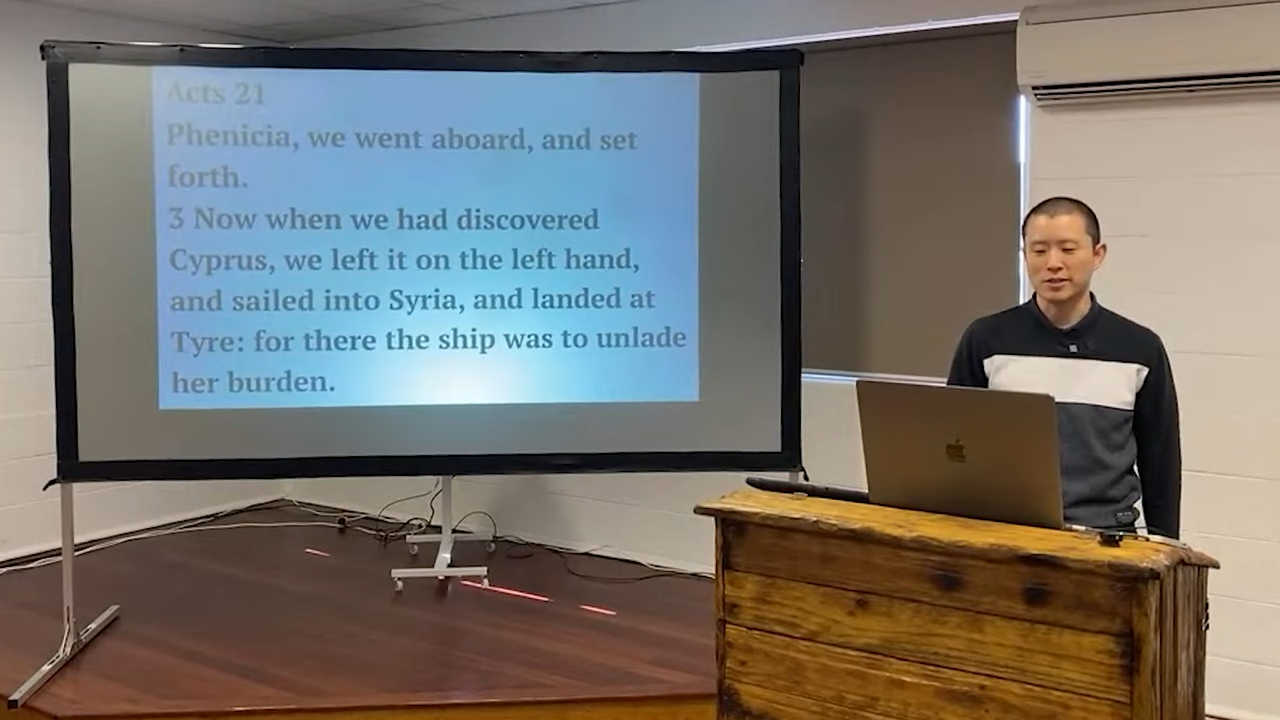 Acts 21
Phenicia, we went aboard, and set
forth.
3 Now when we had discovered
Cyprus, we left it on the left hand,
and sailed into Syria, and landed at
Tyre: for there the ship was to unlade
her burden.